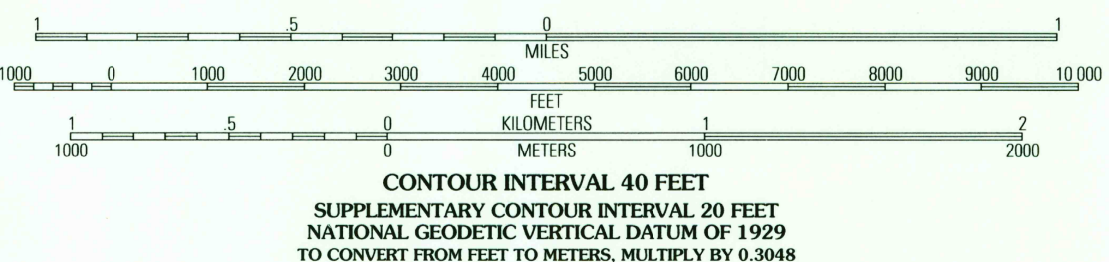 1 .5 0 1
MILES
1000 0 1000 2000 3000 4000 5000 6000 7000 8000 9000 10 000
FEET
1 .5 0 KILOMETERS 1 2
1000 0 METERS 1000 2000
CONTOUR INTERVAL 40 FEET
SUPPLEMENTARY CONTOUR INTERVAL 20 FEET
NATIONAL GEODETIC VERTICAL DATUM OF 1929
TO CONVERT FROM FEET TO METERS, MULTIPLY BY 0.3048